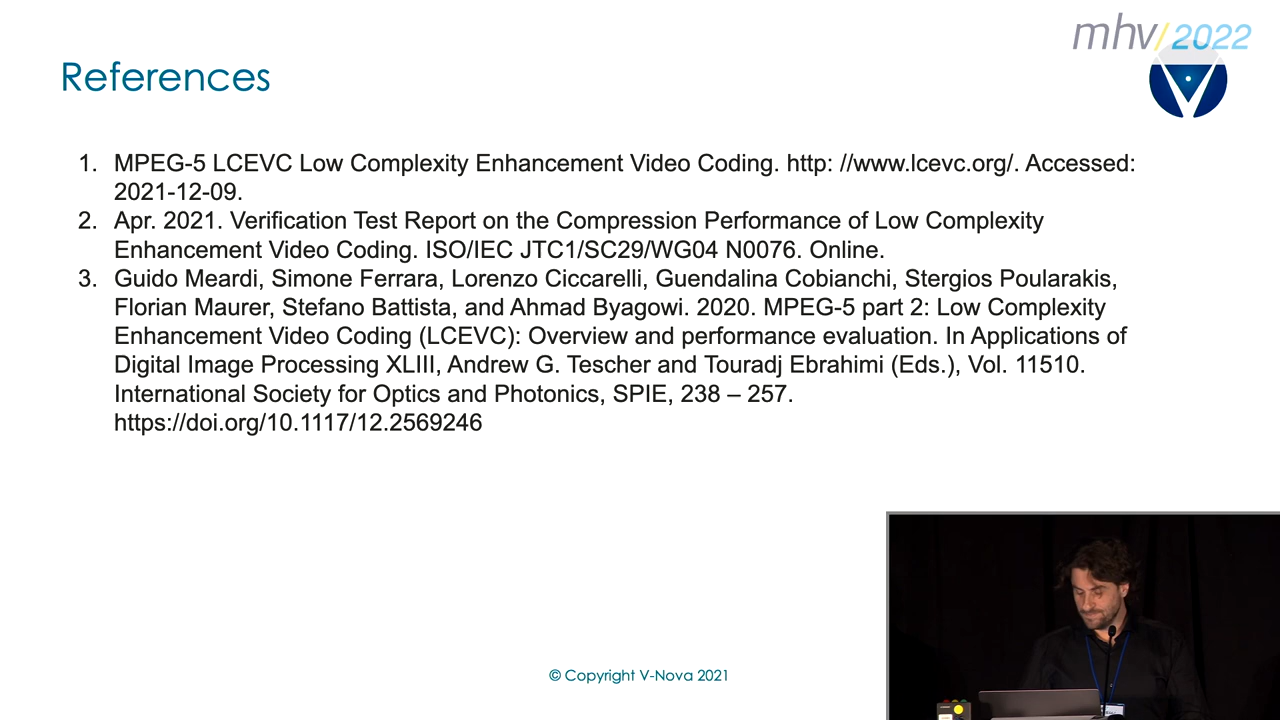 mhv/2022
References
1. MPEG-5 LCEVC Low Complexity Enhancement Video Coding. http: //www.lcevc.org/. Accessed:
2021-12-09.
2. Apr. 2021. Verification Test Report on the Compression Performance of Low Complexity
Enhancement Video Coding. ISO/IEC JTC1/SC29/WG04 N0076. Online.
3. Guido Meardi, Simone Ferrara, Lorenzo Ciccarelli, Guendalina Cobianchi, Stergios Poularakis,
Florian Maurer, Stefano Battista, and Ahmad Byagowi. 2020. MPEG-5 part 2: Low Complexity
Enhancement Video Coding (LCEVC): Overview and performance evaluation. In Applications of
Digital Image Processing XLIII, Andrew G. Tescher and Touradj Ebrahimi (Eds.), Vol. 11510.
International Society for Optics and Photonics, SPIE, 238 – 257.
https://doi.org/10.1117/12.2569246
© Copyright V-Nova 2021